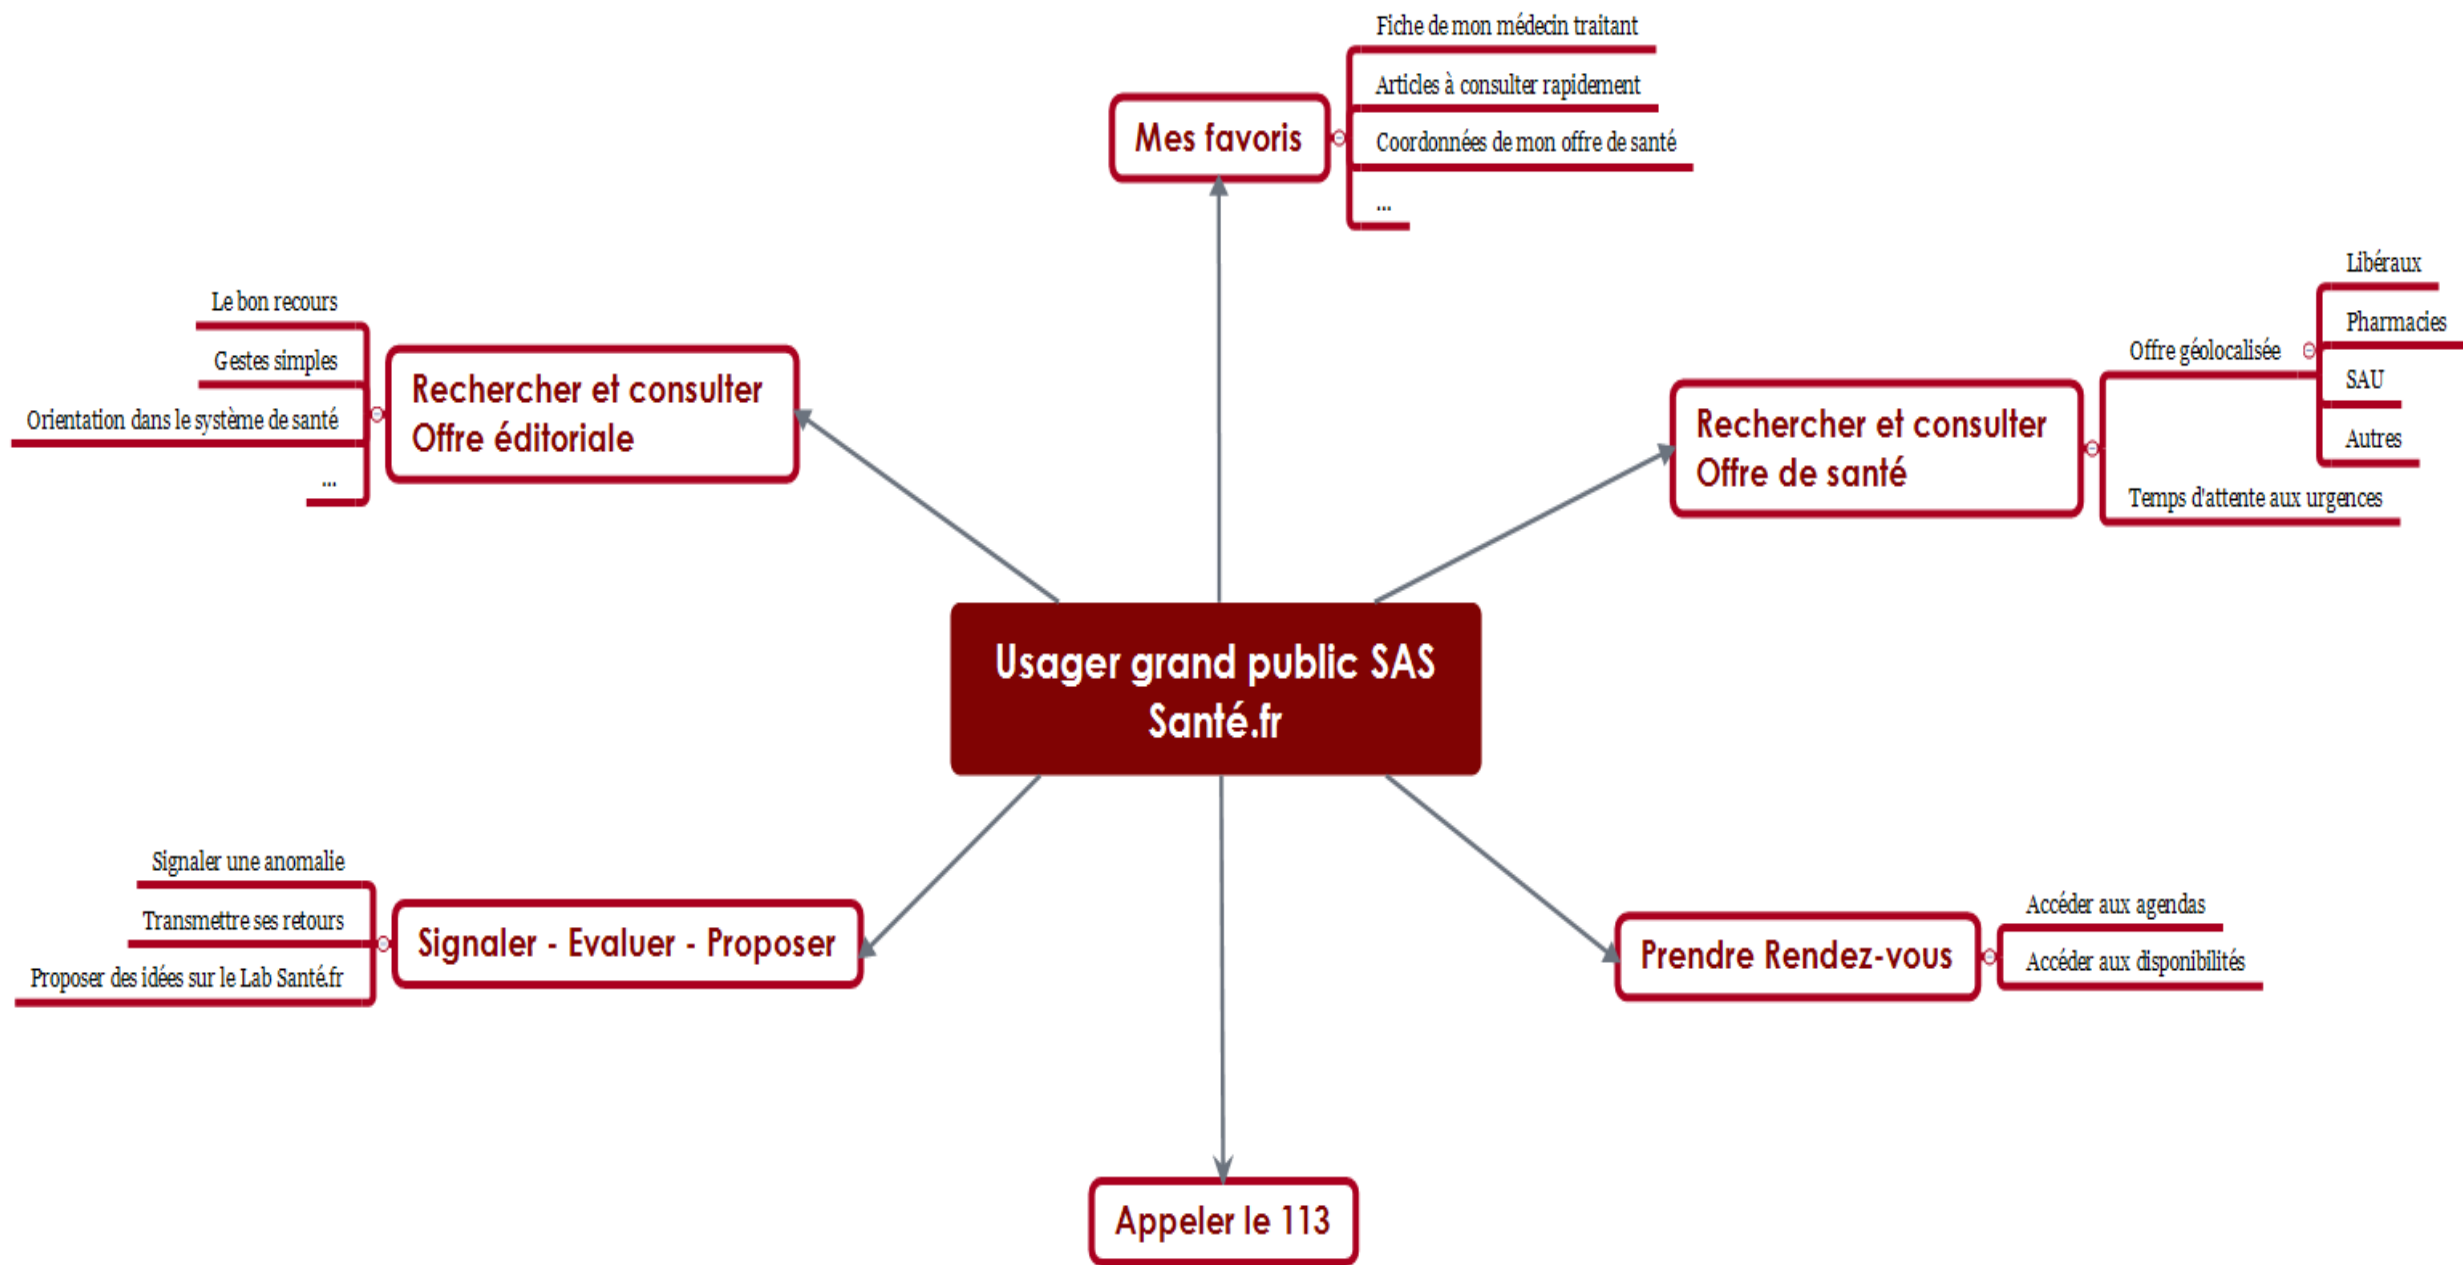 Fiche de mon médecin traitant
Articles à consulter rapidement
Mes favoris
Coordonnées de mon offre de santé
...
Le bon recours
Gestes simples
Orientation dans le système de santé
...
Rechercher et consulter
Offre éditoriale
Rechercher et consulter
Offre de santé
Offre géolocalisée
Libéraux
Pharmacies
SAU
Autres
Temps d'attente aux urgences
Usager grand public SAS
Santé.fr
Signaler une anomalie
Transmettre ses retours
Proposer des idées sur le Lab Santé.fr
Signaler - Evaluer - Proposer
Prendre Rendez-vous
Accéder aux agendas
Accéder aux disponibilités
Appeler le 113